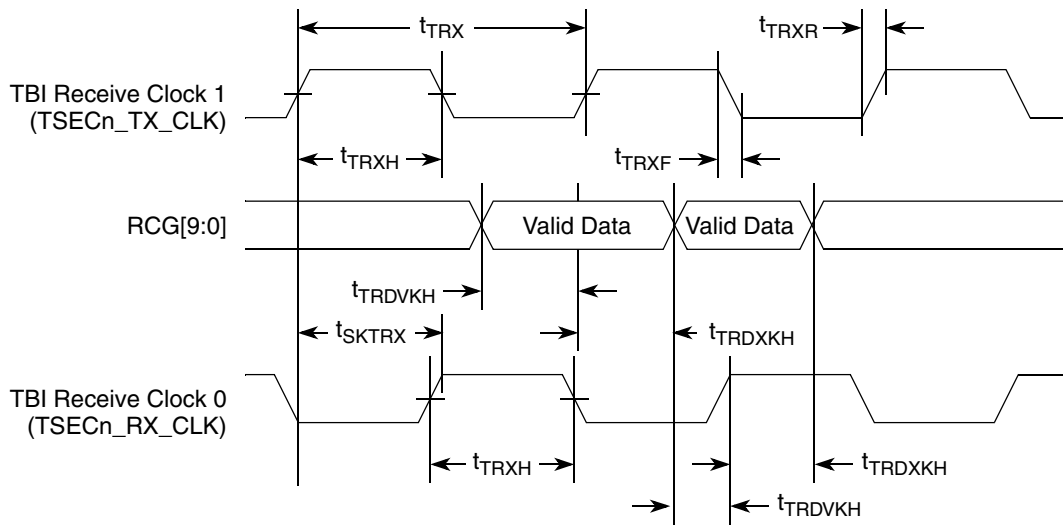 tTRX
tTRXR
TBI Receive Clock 1
(TSECn_TX_CLK)
tTRXH
tTRXF
RCG[9:0]
Valid Data
Valid Data
tTRDVKH
tSKTRX
tTRDXKH
TBI Receive Clock 0
(TSECn_RX_CLK)
tTRXH
tTRDXKH
tTRDVKH